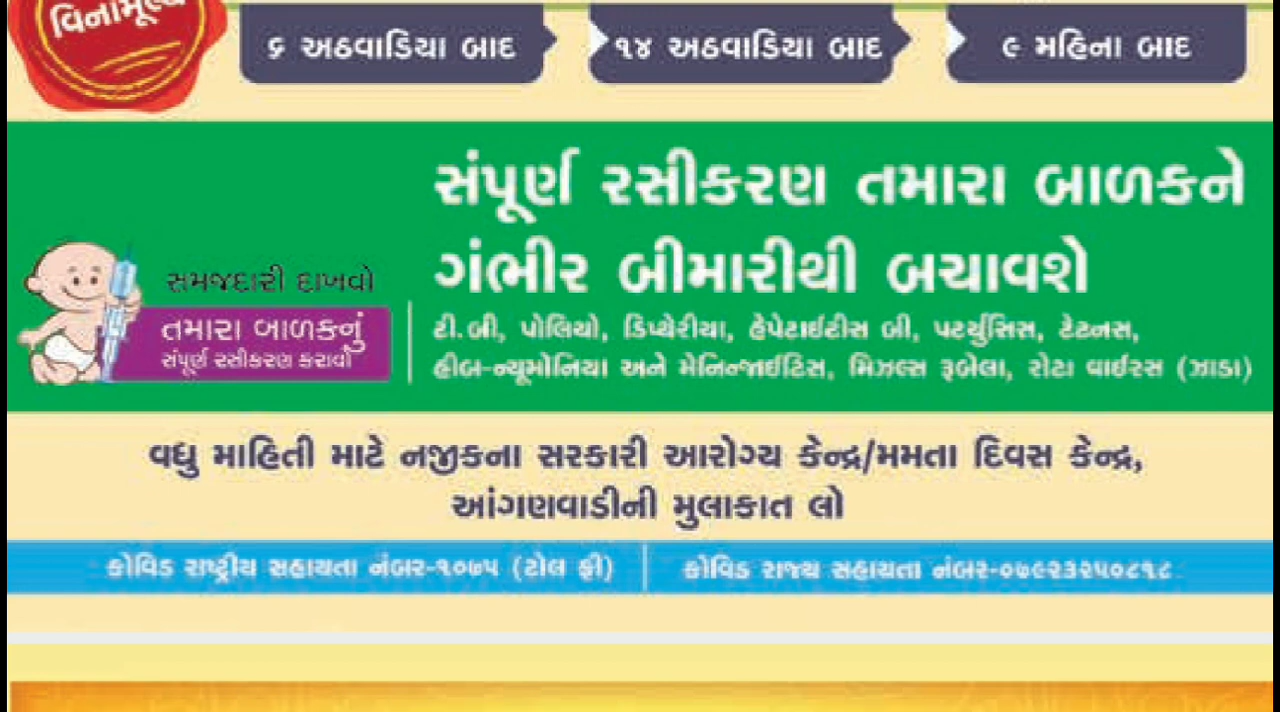 વિનામૂલ્ય
૬ અઠવાડિયા બાદ
૧૪ અઠવાડિયા બાદ
૯ મહિના બાદ
સંપૂર્ણ રસીકરણ તમારા બાળકને
ગંભીર બીમારીથી બચાવશે
સમજદારી દાખવો
તમારા બાળકનું
સંપૂર્ણ રસીકરણ કરાવો
ટી.બી, પોલિયો, ડિપ્થેરીયા, હેપેટાઈટીસ બી, પર્ટ્યુસિસ, ટેટનસ,
હીબ-ન્યૂમોનિયા અને મેનિન્જાઈટિસ, મિઝલ્સ રૂબેલા, રોટા વાઈરસ (ઝાડા)
વધુ માહિતી માટે નજીકના સરકારી આરોગ્ય કેન્દ્ર/મમતા દિવસ કેન્દ્ર,
આંગણવાડીની મુલાકાત લો
કોવિડ રાષ્ટ્રીય સહાયતા નંબર-૧૦૭૫ (ટોલ ફ્રી)
કોવિડ રાજ્ય સહાયતા નંબર-૦૭૯૨૩૨૫૦૮૧૮